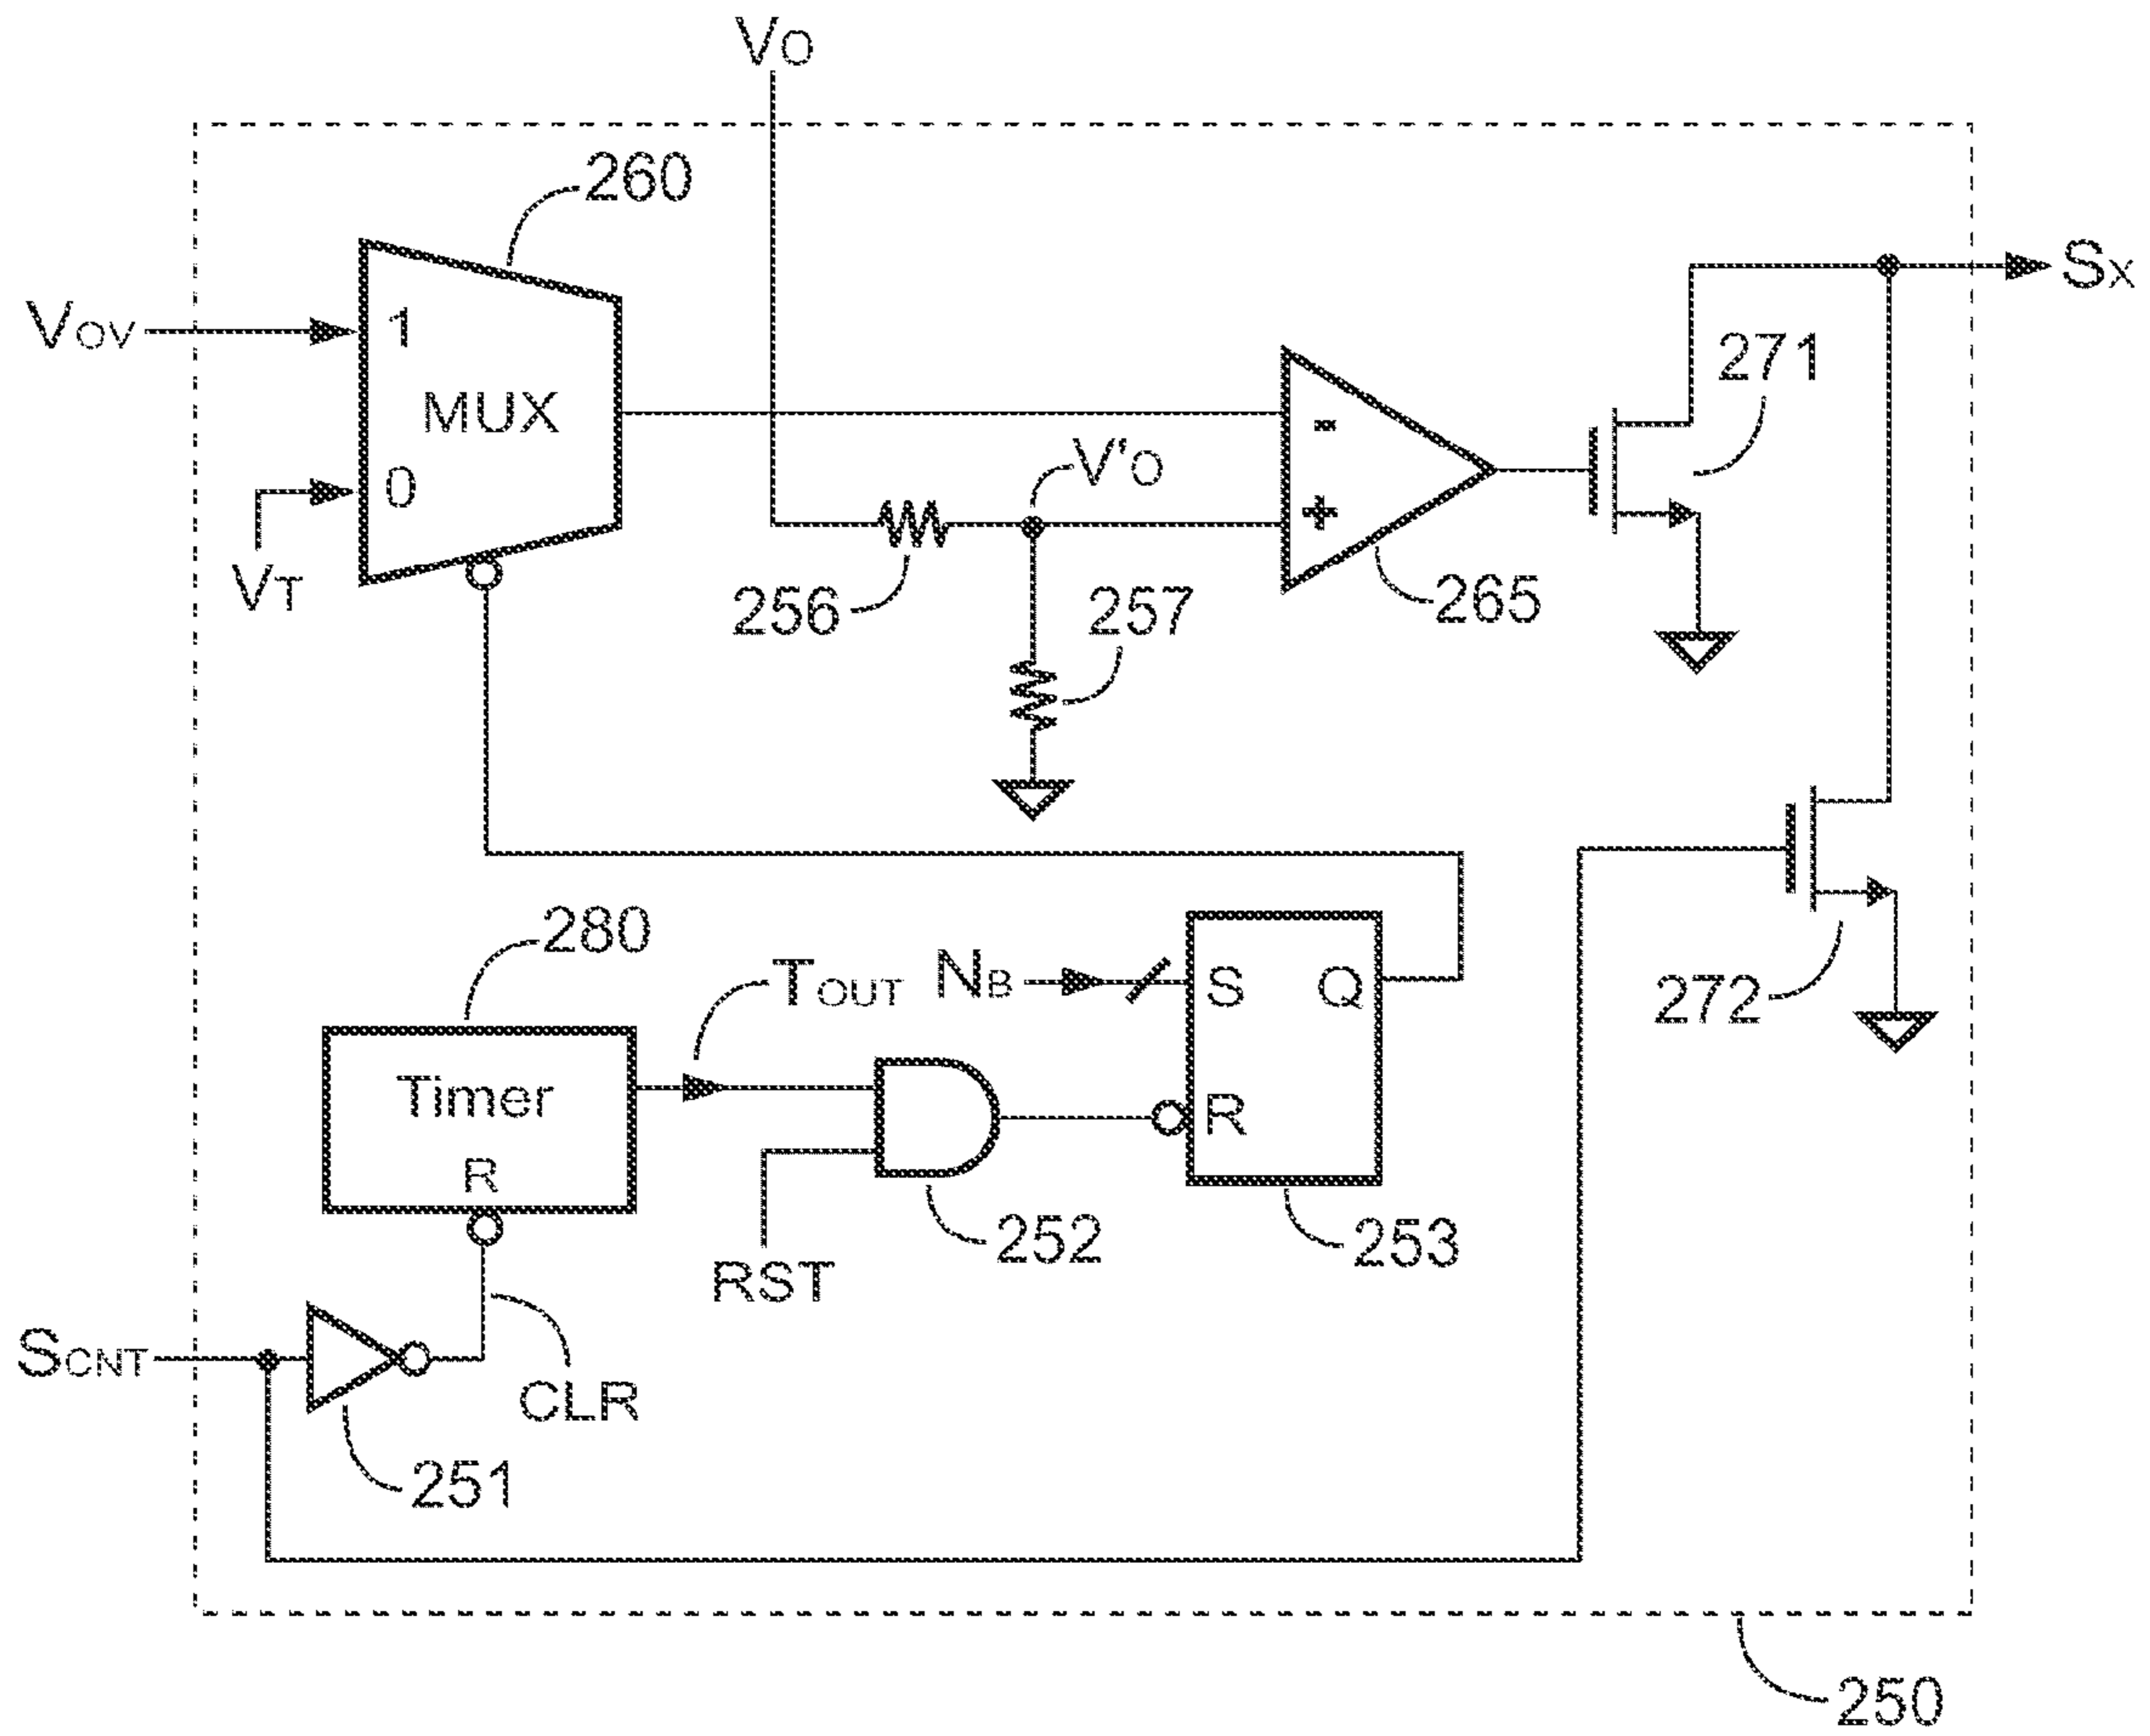 VO
260
VOV
1
MUX
0
VT
SX
271
V'O
-
+
256
257
265
280
TOUT
NB
S
Q
272
Timer
R
R
252
253
RST
SCNT
CLR
251
250